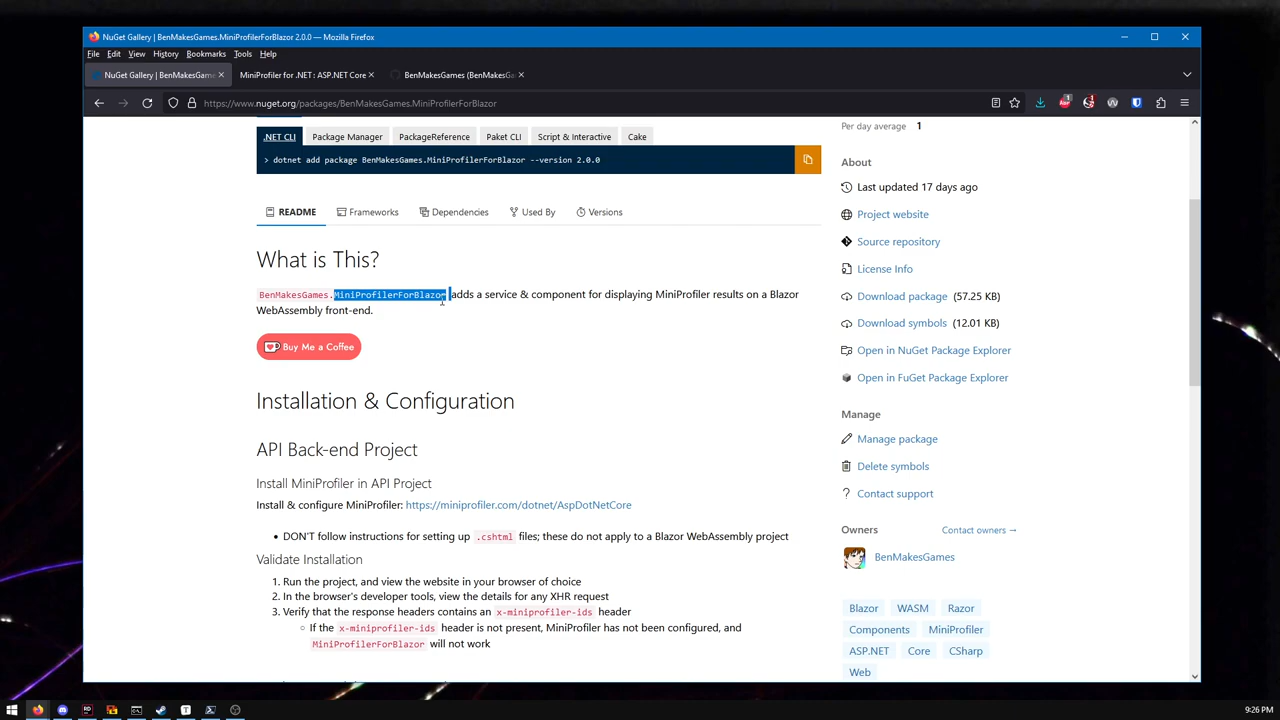 NuGet Gallery | BenMakesGames.MiniProfilerForBlazor 2.0.0 — Mozilla Firefox
File Edit View History Bookmarks Tools Help
NuGet Gallery | BenMakesGame
MiniProfiler for .NET : ASP.NET Core
BenMakesGames (BenMakesGa
https://www.nuget.org/packages/BenMakesGames.MiniProfilerForBlazor
1
.NET CLI
Package Manager
PackageReference
Paket CLI
Script & Interactive
Cake
> dotnet add package BenMakesGames.MiniProfilerForBlazor --version 2.0.0
README
Frameworks
Dependencies
Used By
Versions
What is This?
BenMakesGames.MiniProfilerForBlazor adds a service & component for displaying MiniProfiler results on a Blazor
WebAssembly front-end.
Buy Me a Coffee
Installation & Configuration
API Back-end Project
Install MiniProfiler in API Project
Install & configure MiniProfiler: https://miniprofiler.com/dotnet/AspDotNetCore
• DON'T follow instructions for setting up .cshtml files; these do not apply to a Blazor WebAssembly project
Validate Installation
1. Run the project, and view the website in your browser of choice
2. In the browser's developer tools, view the details for any XHR request
3. Verify that the response headers contains an x-miniprofiler-ids header
If the x-miniprofiler-ids header is not present, MiniProfiler has not been configured, and
MiniProfilerForBlazor will not work
Per day average 1
About
Last updated 17 days ago
Project website
Source repository
License Info
Download package (57.25 KB)
Download symbols (12.01 KB)
Open in NuGet Package Explorer
Open in FuGet Package Explorer
Manage
Manage package
Delete symbols
Contact support
Owners
Contact owners →
BenMakesGames
Blazor WASM Razor
Components MiniProfiler
ASP.NET Core CSharp
Web
9:26 PM